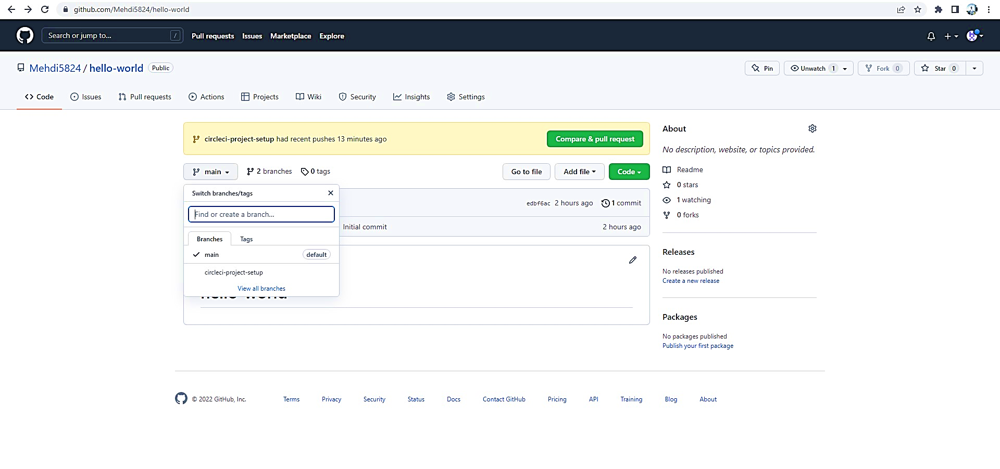 github.com/Mehdi5824/hello-world
Search or jump to... / Pull requests Issues Marketplace Explore
Mehdi5824 / hello-world Public Pin Unwatch 1 Fork 0 Star 0
Code Issues Pull requests Actions Projects Wiki Security Insights Settings
circleci-project-setup had recent pushes 13 minutes ago Compare & pull request
main 2 branches 0 tags Go to file Add file Code
Switch branches/tags
Find or create a branch...
Branches Tags
main default
circleci-project-setup
View all branches
edbf6ac 2 hours ago 1 commit
Initial commit 2 hours ago
hello-world
About
No description, website, or topics provided.
Readme
0 stars
1 watching
0 forks
Releases
No releases published
Create a new release
Packages
No packages published
Publish your first package
© 2022 GitHub, Inc. Terms Privacy Security Status Docs Contact GitHub Pricing API Training Blog About